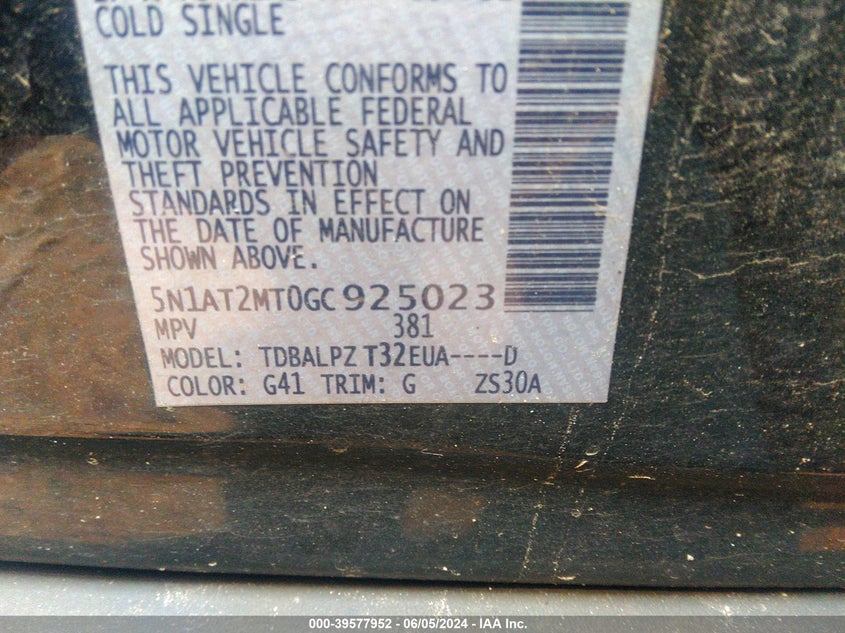 COLD SINGLE
THIS VEHICLE CONFORMS TO
ALL APPLICABLE FEDERAL
MOTOR VEHICLE SAFETY AND
THEFT PREVENTION
STANDARDS IN EFFECT ON
THE DATE OF MANUFACTURE
SHOWN ABOVE.
5N1AT2MT0GC925023
MPV 381
MODEL: TDBALPZ T32EUA----D
COLOR: G41 TRIM: G ZS30A
000-39577952 | 06/05/2024 - IAA Inc.